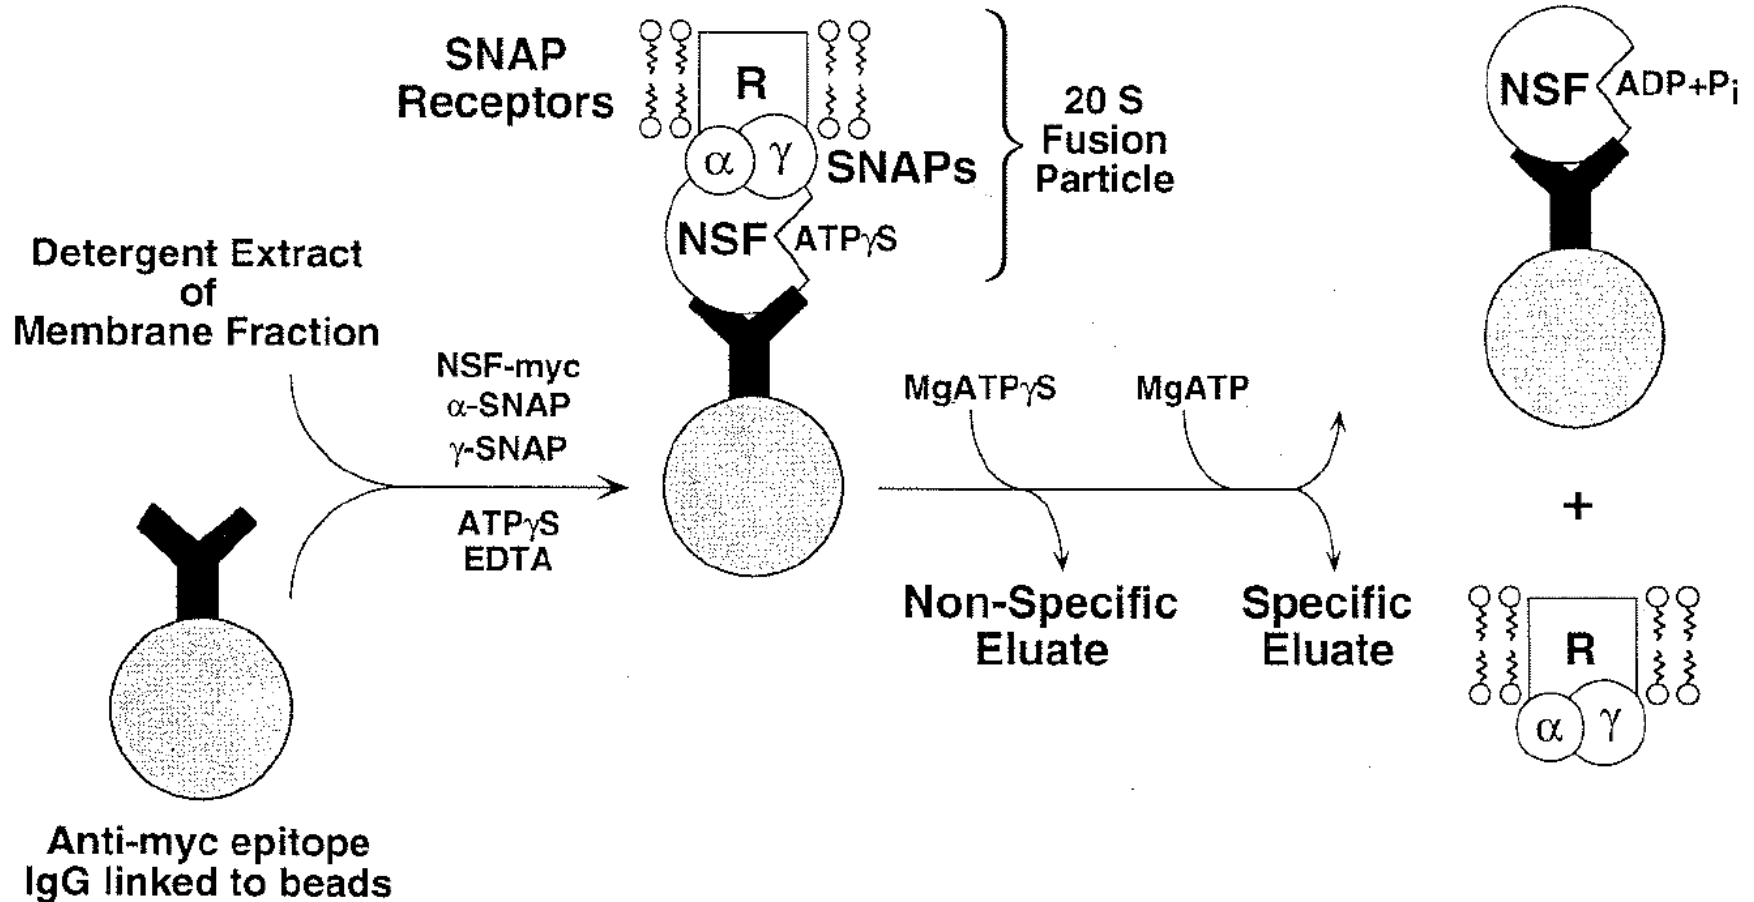 SNAP
Receptors
R
α
γ
SNAPs
NSF
ATPγS
20 S
Fusion
Particle
NSF
ADP+Pi
Detergent Extract
of
Membrane Fraction
NSF-myc
α-SNAP
γ-SNAP
ATPγS
EDTA
MgATPγS
MgATP
Non-Specific
Eluate
Specific
Eluate
+
R
α
γ
Anti-myc epitope
IgG linked to beads